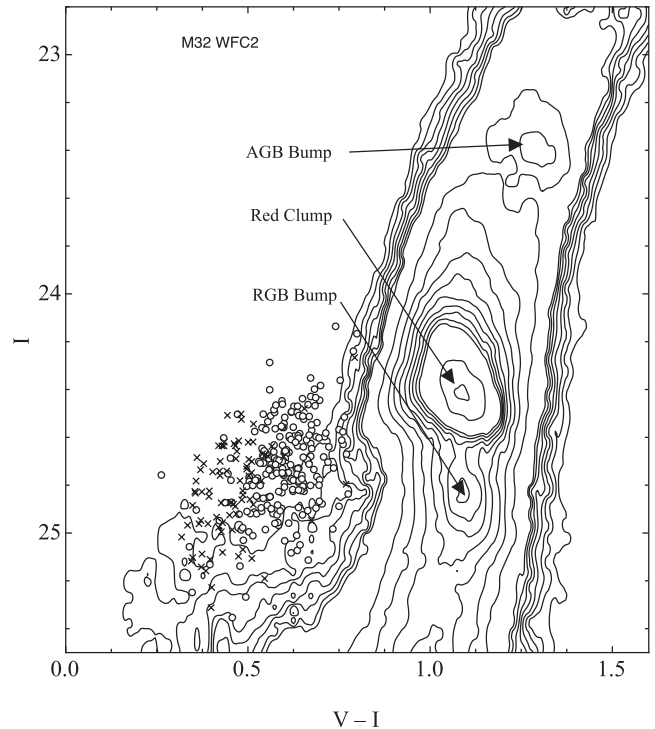 M32 WFC2
23
AGB Bump
Red Clump
RGB Bump
24
I
25
0.0 0.5 1.0 1.5
V – I